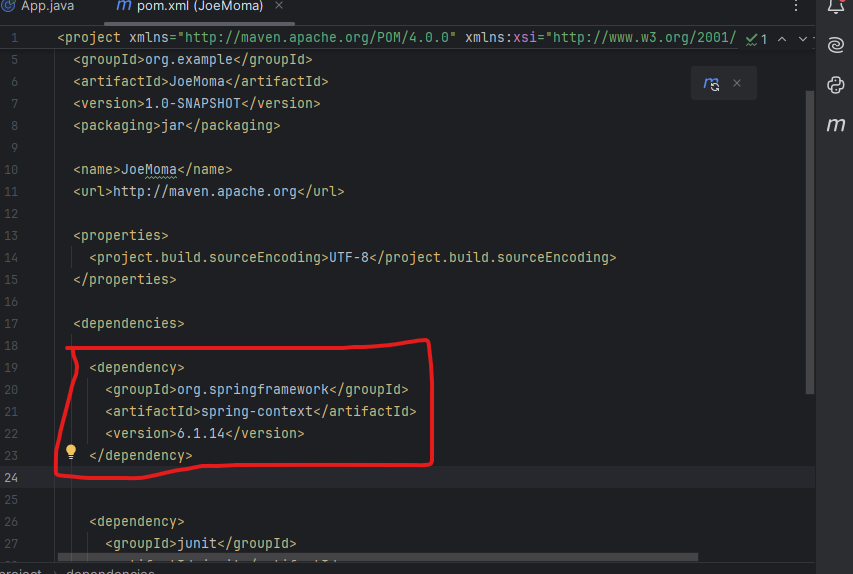 App.java
m pom.xml (JoeMoma)
1 <project xmlns="http://maven.apache.org/POM/4.0.0" xmlns:xsi="http://www.w3.org/2001/ 1
5 <groupId>org.example</groupId>
6 <artifactId>JoeMoma</artifactId>
7 <version>1.0-SNAPSHOT</version>
8 <packaging>jar</packaging>
9
10 <name>JoeMoma</name>
11 <url>http://maven.apache.org</url>
12
13 <properties>
14 <project.build.sourceEncoding>UTF-8</project.build.sourceEncoding>
15 </properties>
16
17 <dependencies>
18
19 <dependency>
20 <groupId>org.springframework</groupId>
21 <artifactId>spring-context</artifactId>
22 <version>6.1.14</version>
23 </dependency>
24
25
26 <dependency>
27 <groupId>junit</groupId>
dependencies